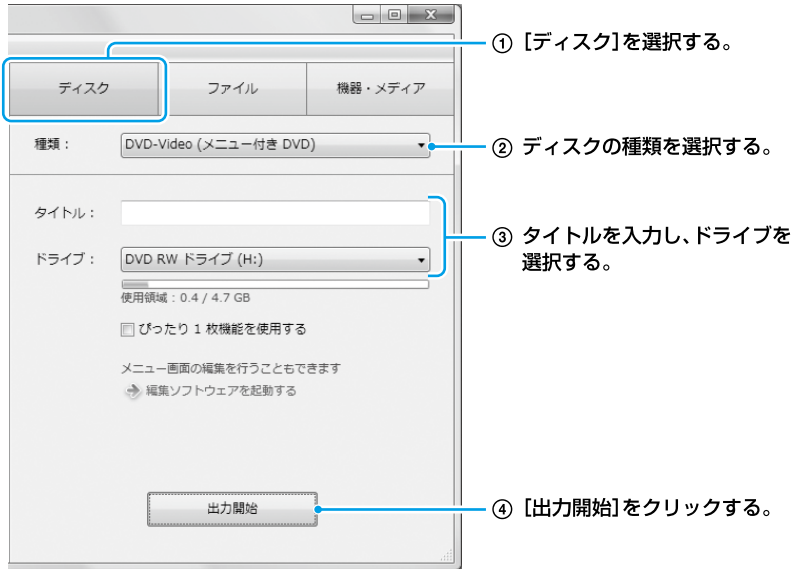 ① [ディスク]を選択する。
ディスク ファイル 機器・メディア
種類： DVD-Video (メニュー付き DVD)
② ディスクの種類を選択する。
タイトル：
③ タイトルを入力し、ドライブを
選択する。
ドライブ： DVD RW ドライブ (H:)
使用領域：0.4 / 4.7 GB
ぴったり 1 枚機能を使用する
メニュー画面の編集を行うこともできます
編集ソフトウェアを起動する
出力開始
④ [出力開始]をクリックする。